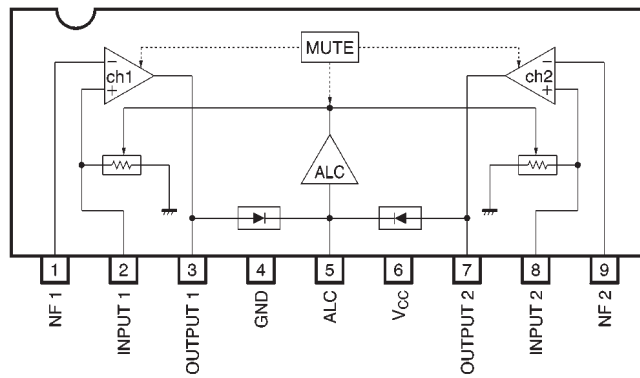 MUTE
ch1
ch2
−
+
−
+
ALC
1 2 3 4 5 6 7 8 9
NF 1
INPUT 1
OUTPUT 1
GND
ALC
VCC
OUTPUT 2
INPUT 2
NF 2